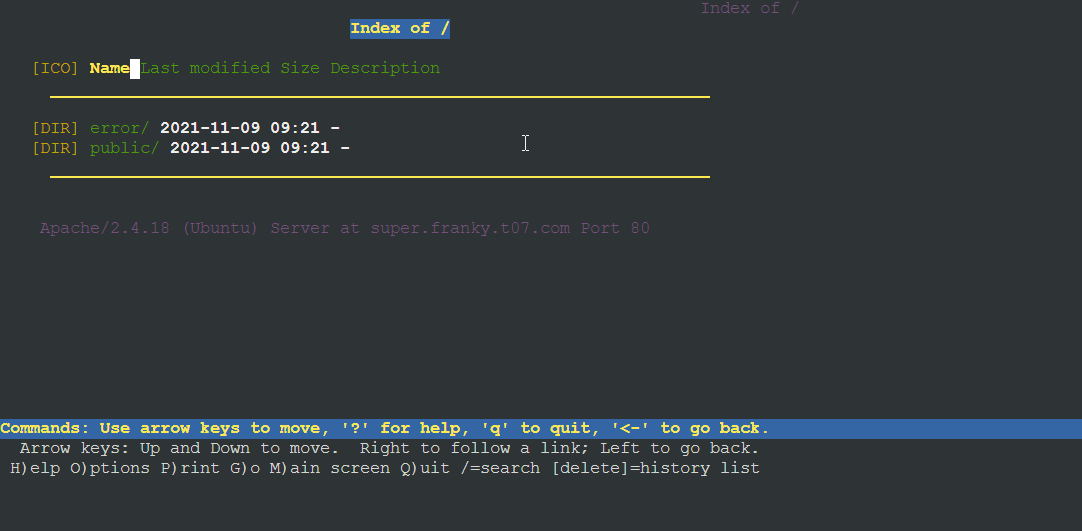 Index of /
Index of /
[ICO] Name Last modified Size Description
[DIR] error/ 2021-11-09 09:21 -
[DIR] public/ 2021-11-09 09:21 -
Apache/2.4.18 (Ubuntu) Server at super.franky.t07.com Port 80
Commands: Use arrow keys to move, '?' for help, 'q' to quit, '<-' to go back.
Arrow keys: Up and Down to move.  Right to follow a link; Left to go back.
H)elp O)ptions P)rint G)o M)ain screen Q)uit /=search [delete]=history list